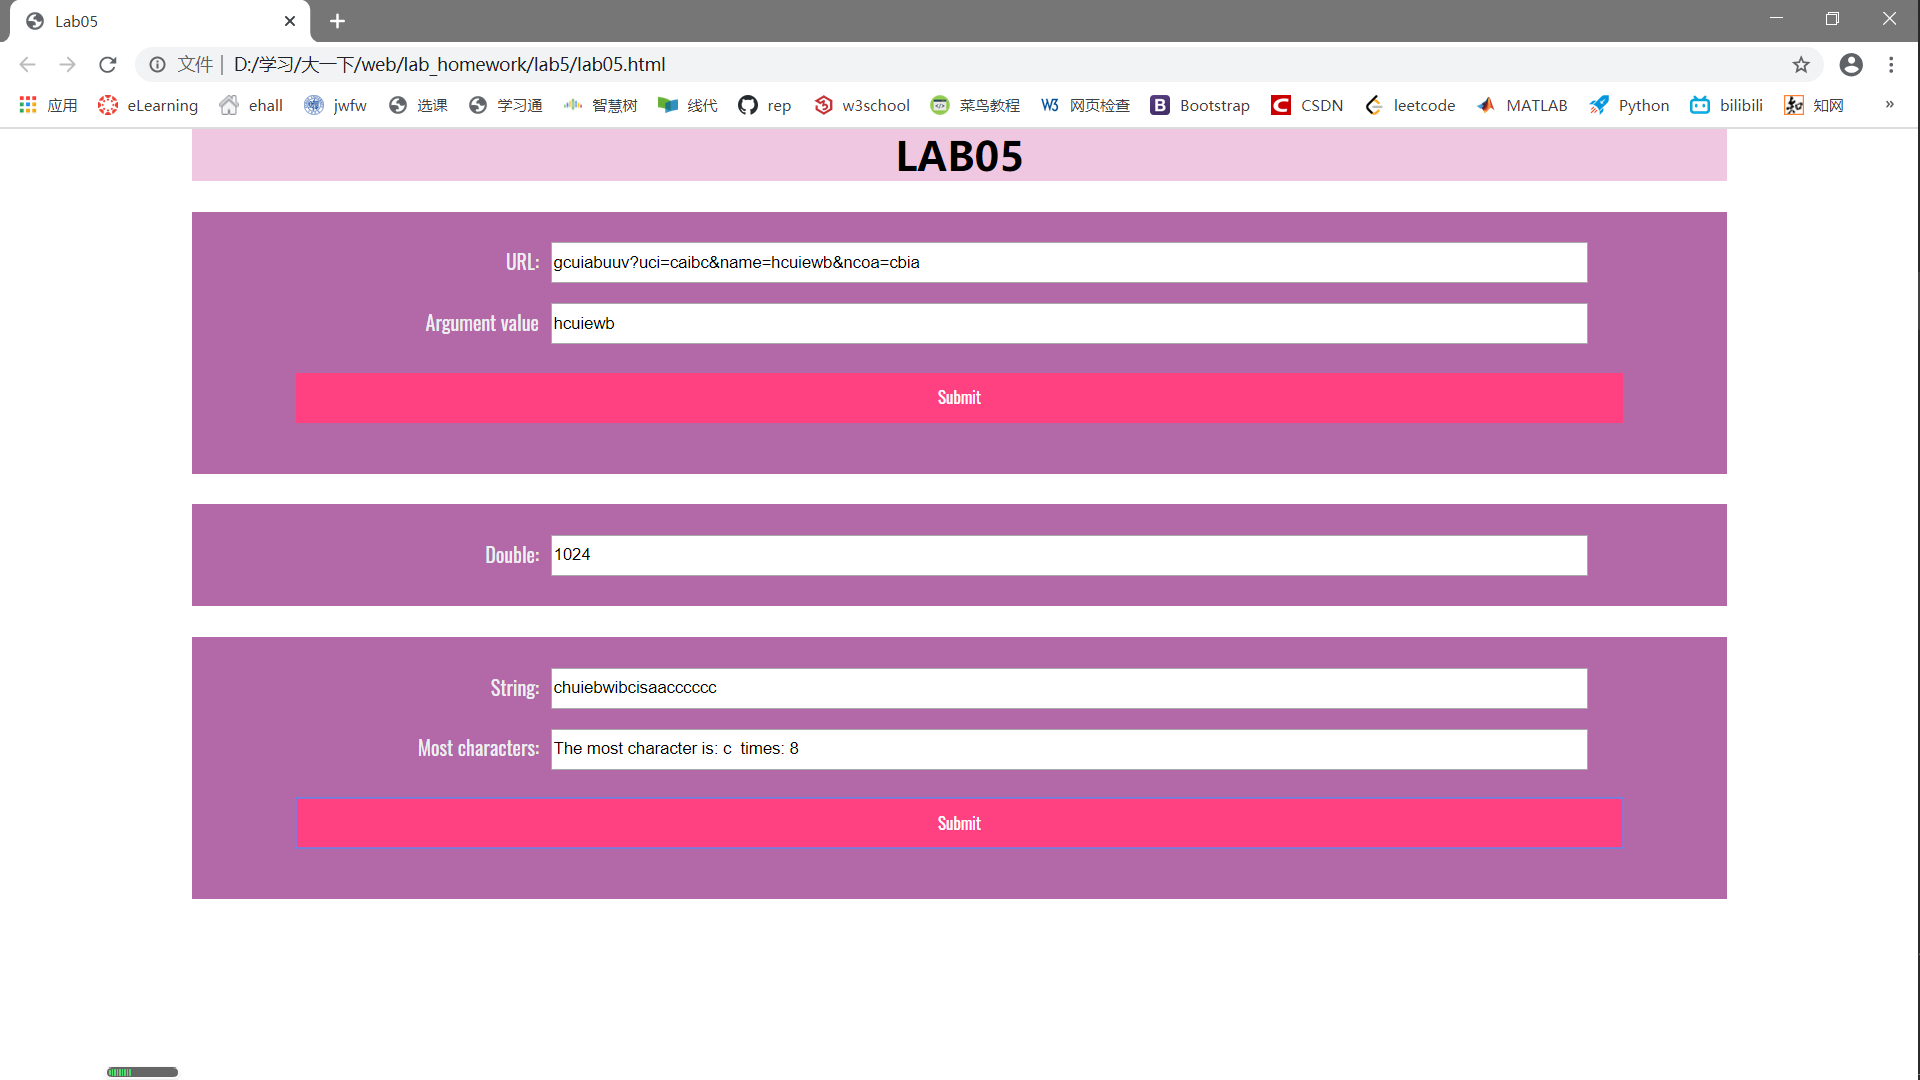 Lab05
文件 | D:/学习/大一下/web/lab_homework/lab5/lab05.html
应用 eLearning ehall jwfw 选课 学习通 智慧树 线代 rep w3school 菜鸟教程 网页检查 Bootstrap CSDN leetcode MATLAB Python bilibili 知网 »
LAB05
URL: gcuiabuuv?uci=caibc&name=hcuiewb&ncoa=cbia
Argument value hcuiewb
Submit
Double: 1024
String: chuiebwibcisaacccccc
Most characters: The most character is: c  times: 8
Submit